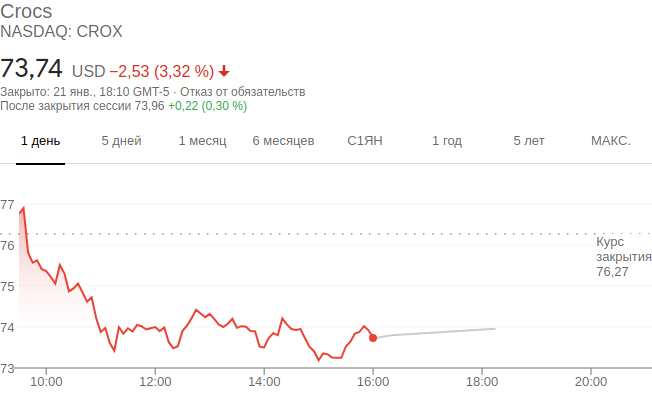 Crocs
NASDAQ: CROX
73,74 USD −2,53 (3,32 %)
Закрыто: 21 янв., 18:10 GMT-5 · Отказ от обязательств
После закрытия сессии 73,96 +0,22 (0,30 %)
1 день 5 дней 1 месяц 6 месяцев С1ЯН 1 год 5 лет МАКС.
77
76
75
74
73
Курс
закрытия
76,27
10:00 12:00 14:00 16:00 18:00 20:00